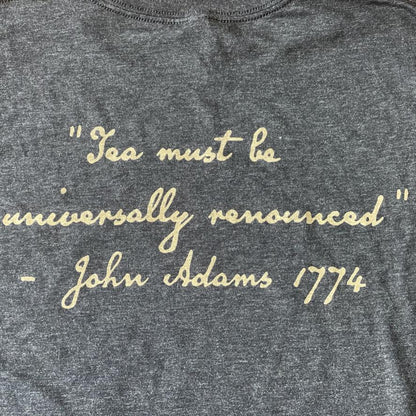 "Tea must be
universally renounced"
- John Adams 1774